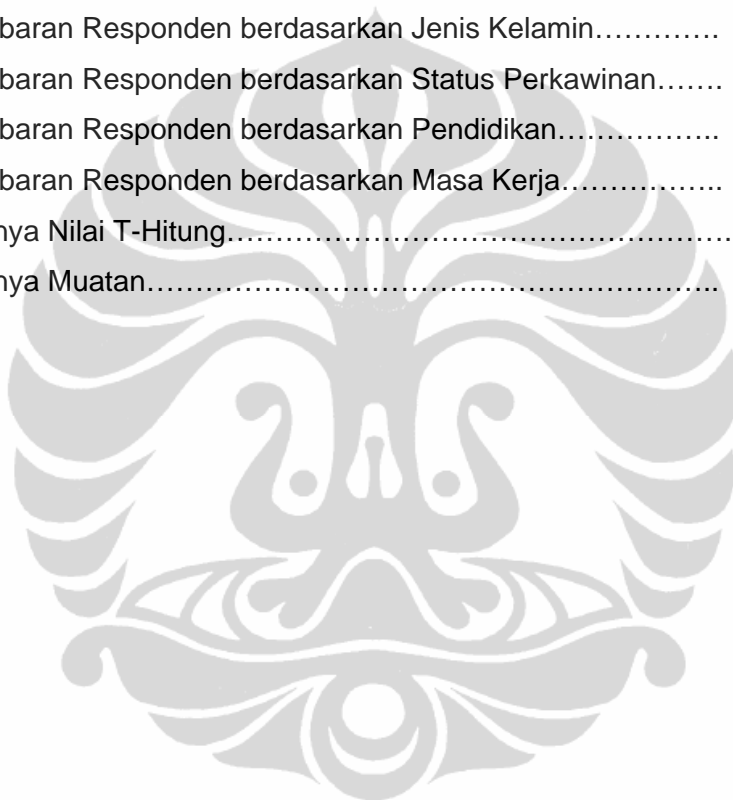 baran Responden berdasarkan Jenis Kelamin………….
baran Responden berdasarkan Status Perkawinan…….
baran Responden berdasarkan Pendidikan……………..
baran Responden berdasarkan Masa Kerja……………..
nya Nilai T-Hitung……………………………………………….
nya Muatan……………………………………………………..